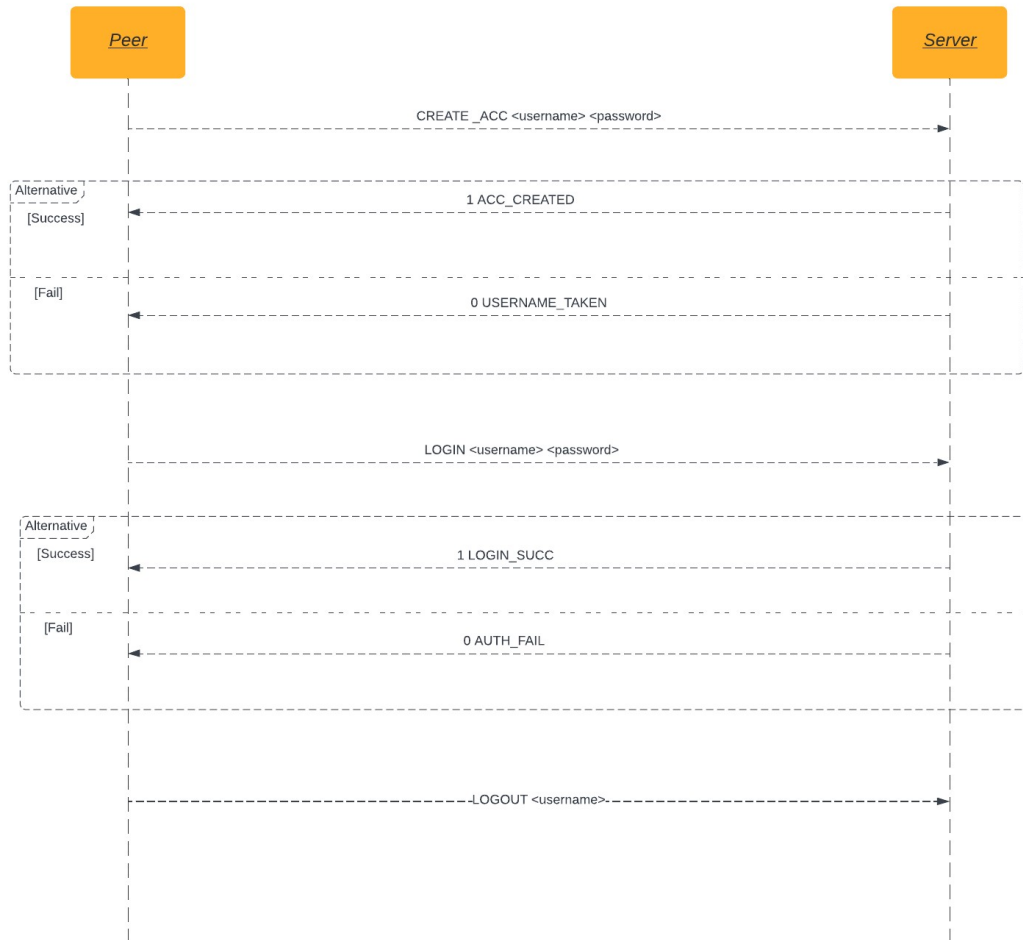 Peer
Server
CREATE _ACC <username> <password>
Alternative
1 ACC_CREATED
[Success]
[Fail]
0 USERNAME_TAKEN
LOGIN <username> <password>
Alternative
[Success]
1 LOGIN_SUCC
[Fail]
0 AUTH_FAIL
LOGOUT <username>